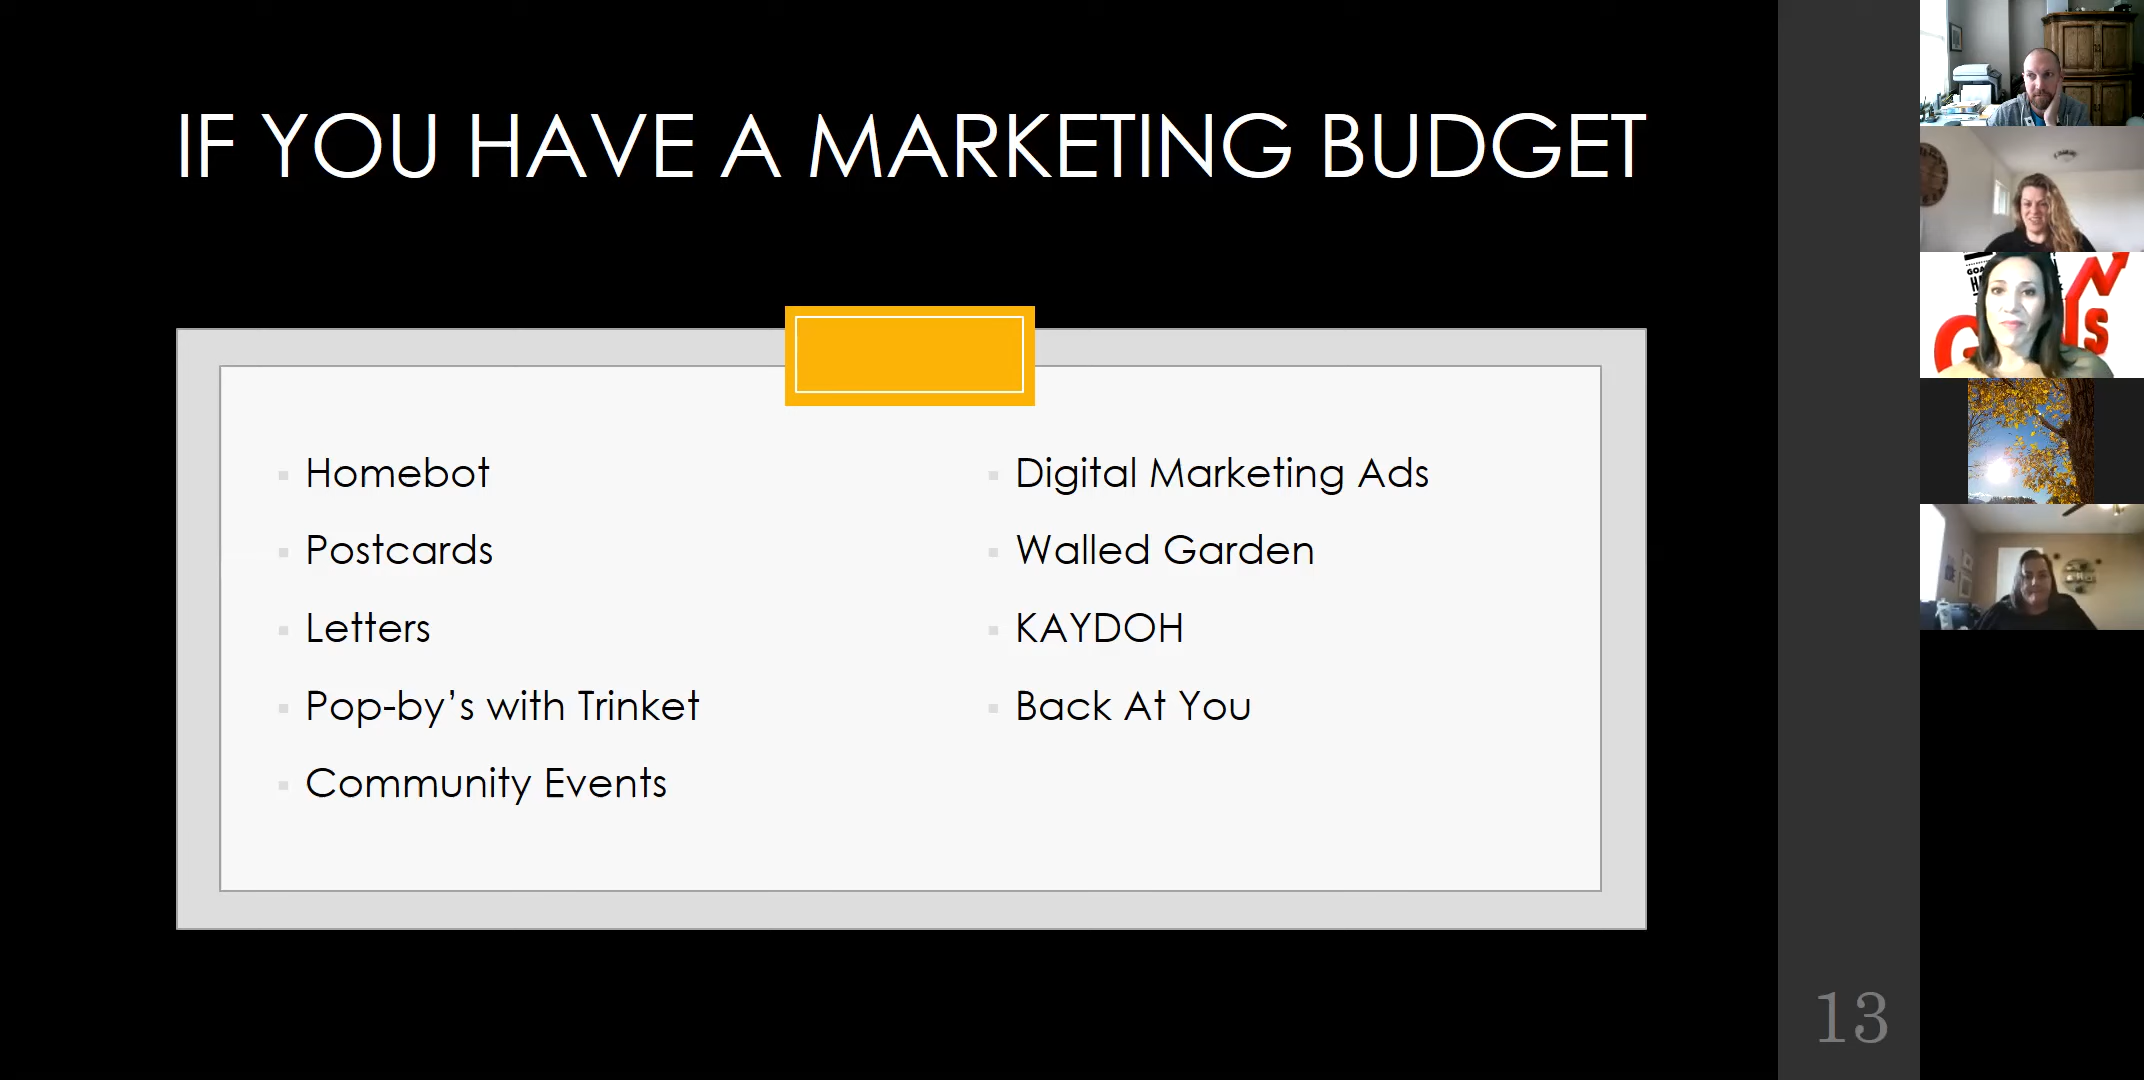 IF YOU HAVE A MARKETING BUDGET
Homebot
Postcards
Letters
Pop-by’s with Trinket
Community Events
Digital Marketing Ads
Walled Garden
KAYDOH
Back At You
13